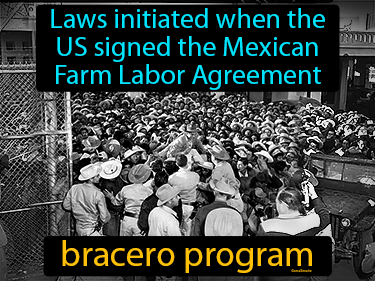 Laws initiated when the
US signed the Mexican
Farm Labor Agreement
bracero program